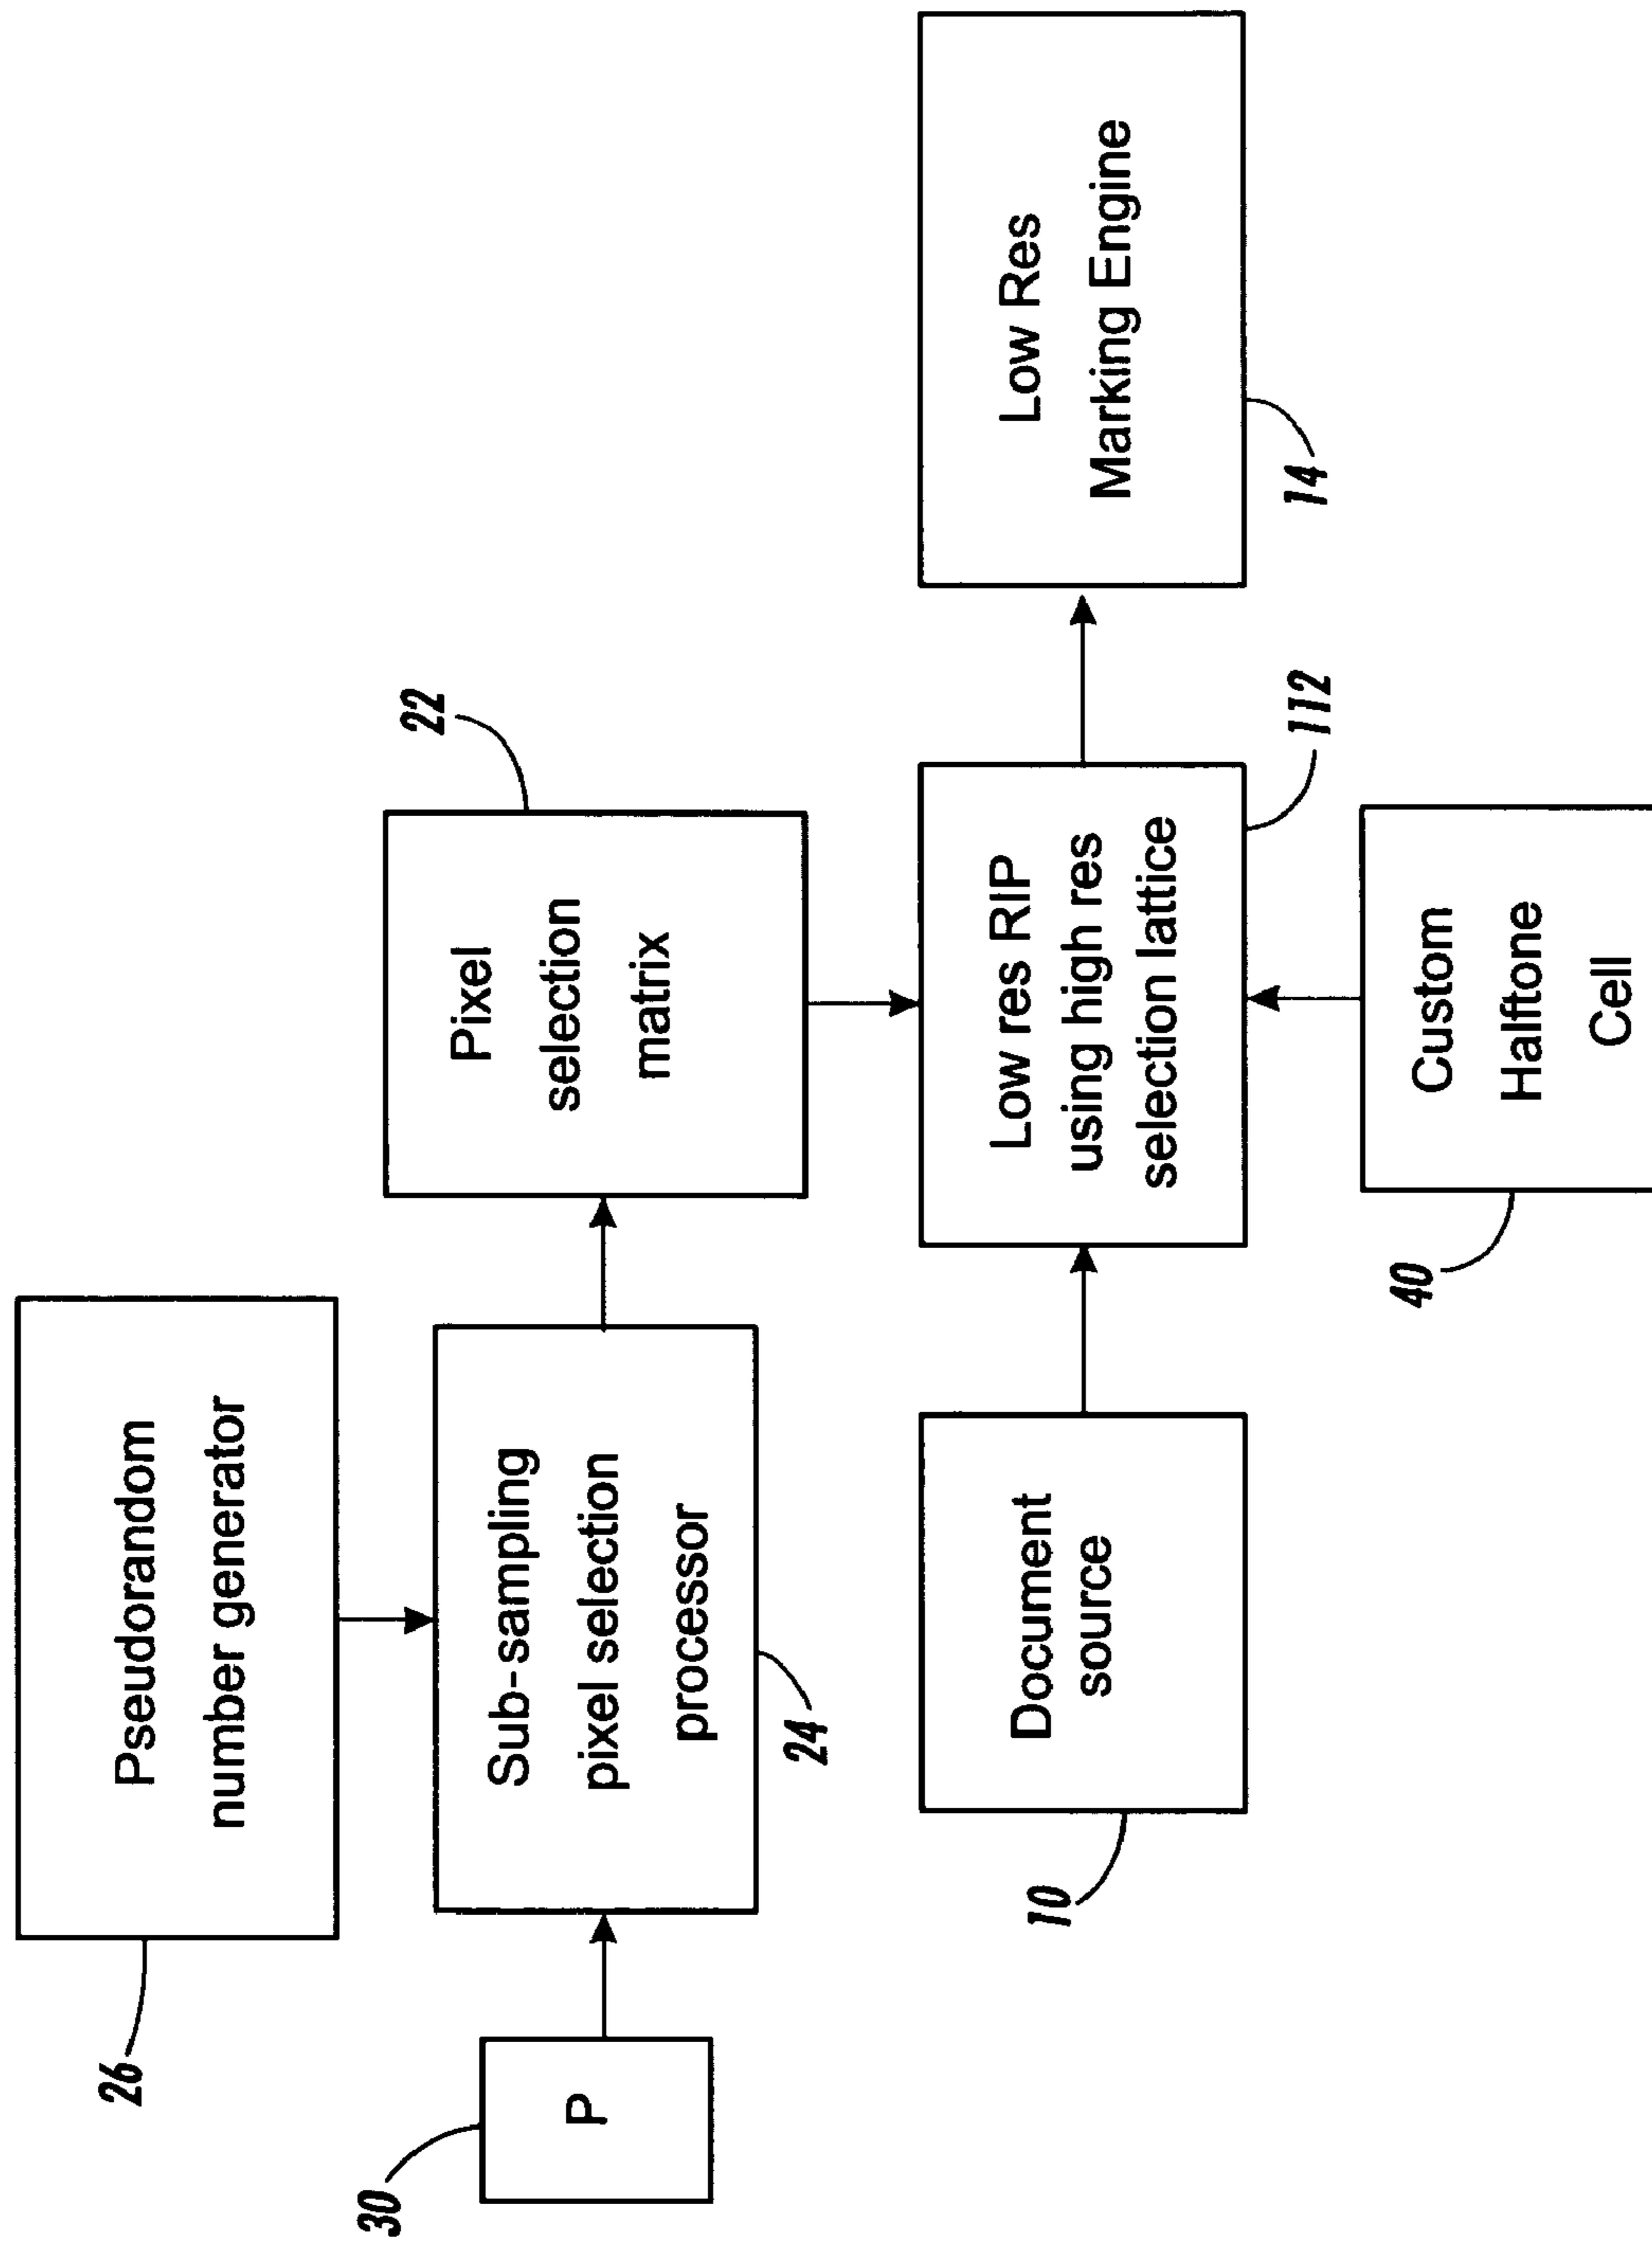 26
Pseudorandom
number generator
30
P
Sub-sampling
pixel selection
processor
24
22
Pixel
selection
matrix
10
Document
source
Low res RIP
using high res
selection lattice
112
Low Res
Marking Engine
14
40
Custom
Halftone
Cell